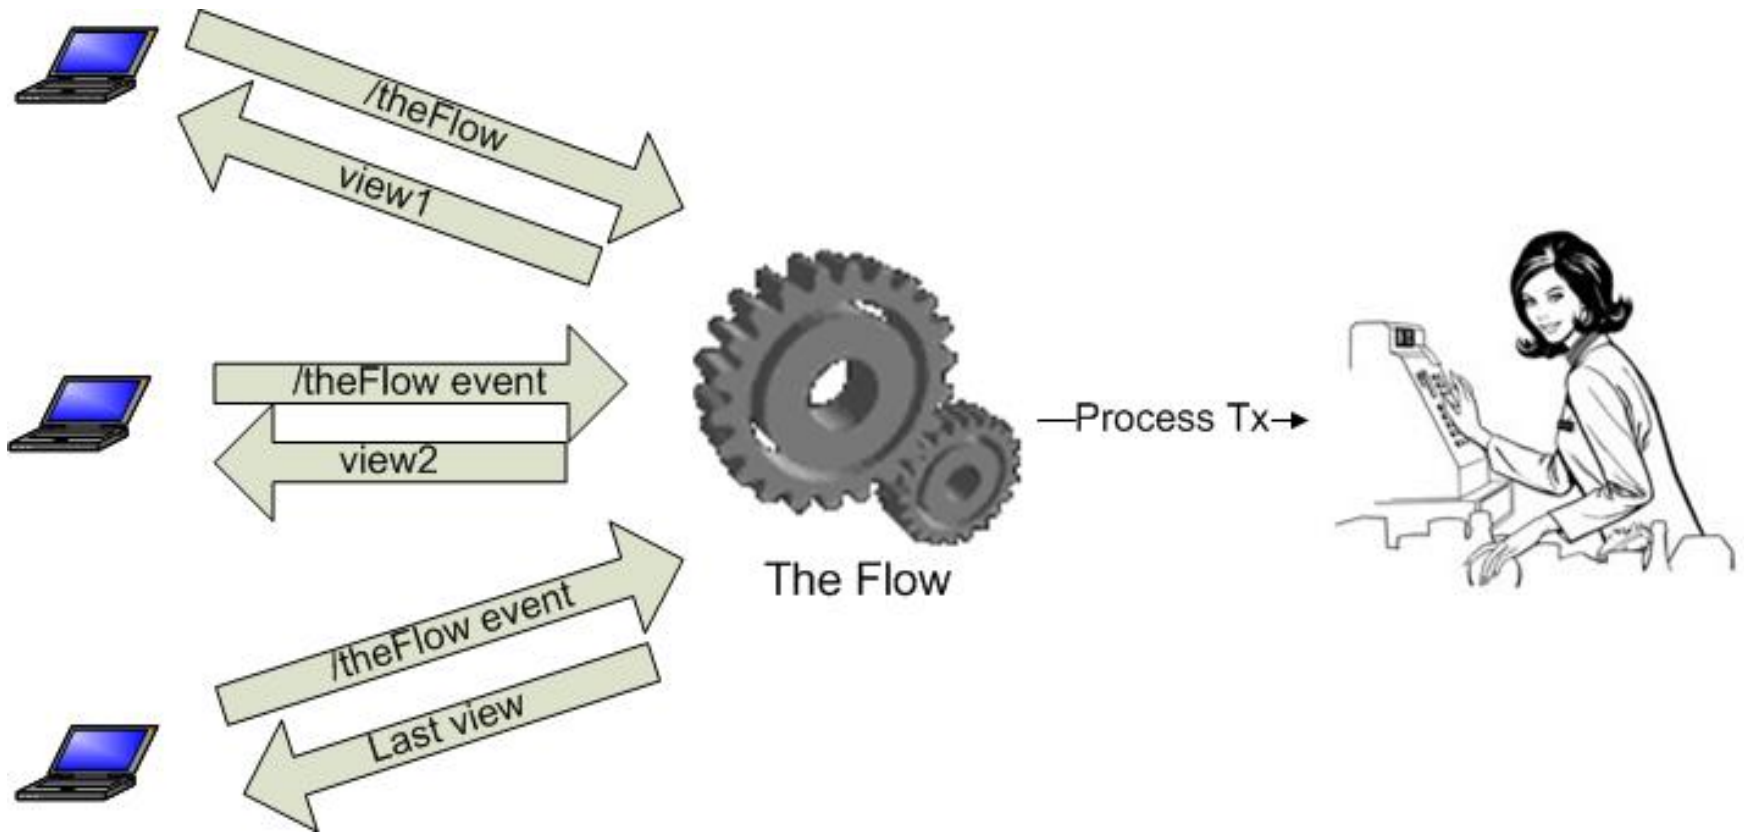 /theFlow
view1
/theFlow event
view2
Process Tx
The Flow
/theFlow event
Last view